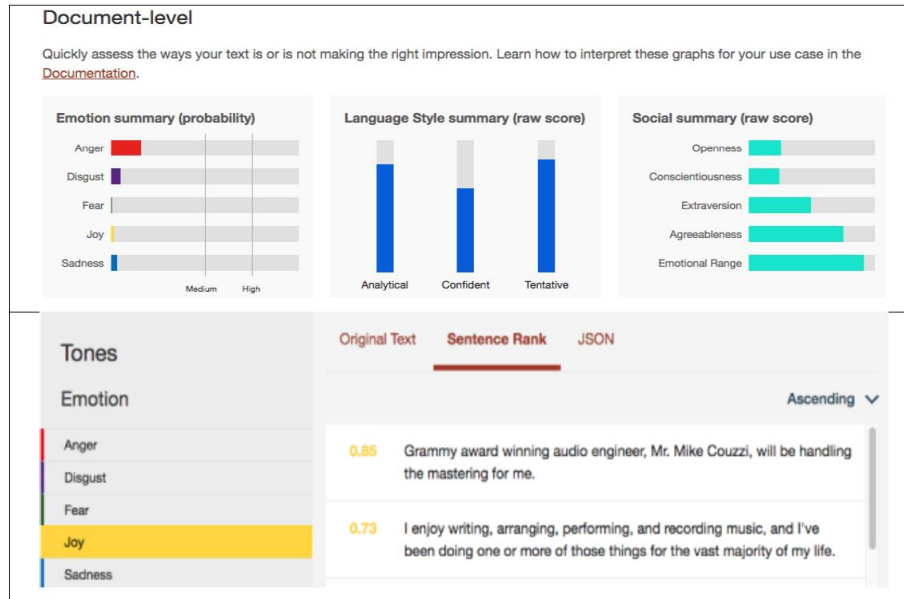 Document-level
Quickly assess the ways your text is or is not making the right impression. Learn how to interpret these graphs for your use case in the
Documentation.
Emotion summary (probability)
Anger
Disgust
Fear
Joy
Sadness
Medium High
Language Style summary (raw score)
Analytical Confident Tentative
Social summary (raw score)
Openness
Conscientiousness
Extraversion
Agreeableness
Emotional Range
Tones
Emotion
Anger
Disgust
Fear
Joy
Sadness
Original Text Sentence Rank JSON
Ascending
0.85 Grammy award winning audio engineer, Mr. Mike Couzzi, will be handling
the mastering for me.
0.73 I enjoy writing, arranging, performing, and recording music, and I've
been doing one or more of those things for the vast majority of my life.